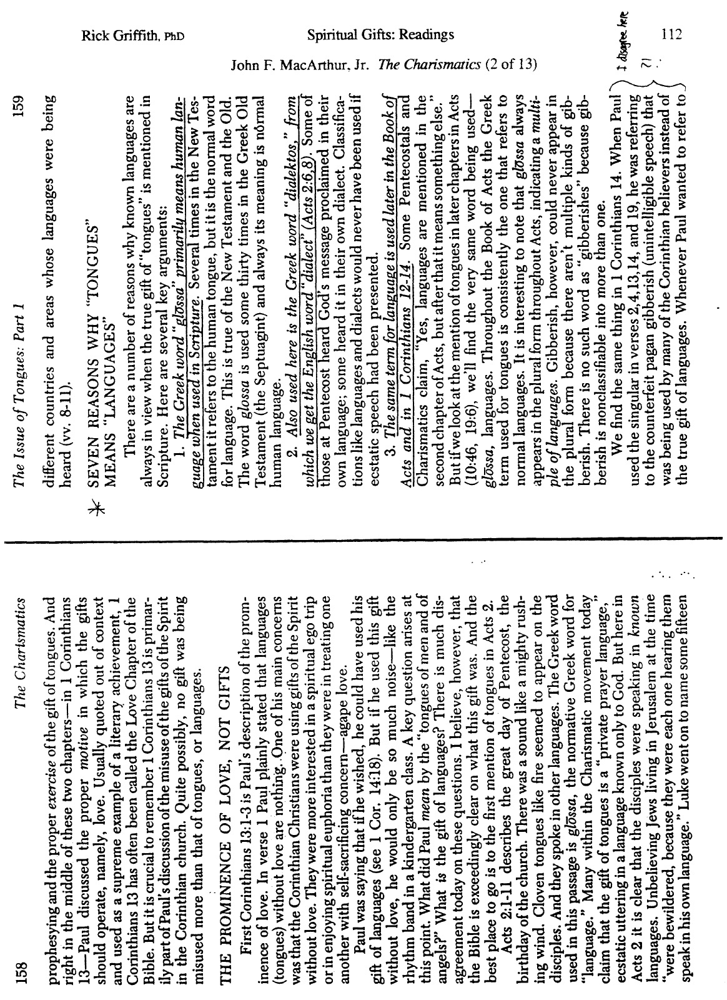 Rick Griffith, PhD
Spiritual Gifts: Readings
112
John F. MacArthur, Jr. The Charismatics (2 of 13)
158
The Charismatics
prophesying and the proper exercise of the gift of tongues. And
right in the middle of these two chapters—in 1 Corinthians
13—Paul discussed the proper motive in which the gifts
should operate, namely, love. Usually quoted out of context
and used as a supreme example of a literary achievement, 1
Corinthians 13 has often been called the Love Chapter of the
Bible. But it is crucial to remember 1 Corinthians 13 is primar-
ily part of Paul's discussion of the misuse of the gifts of the Spirit
in the Corinthian church. Quite possibly, no gift was being
misused more than that of tongues, or languages.
THE PROMINENCE OF LOVE, NOT GIFTS
First Corinthians 13:1-3 is Paul's description of the prom-
inence of love. In verse 1 Paul plainly stated that languages
(tongues) without love are nothing. One of his main concerns
was that the Corinthian Christians were using gifts of the Spirit
without love. They were more interested in a spiritual ego trip
or in enjoying spiritual euphoria than they were in treating one
another with self-sacrificing concern—agape love.
Paul was saying that if he wished, he could have used his
gift of languages (see 1 Cor. 14:18). But if he used this gift
without love, he would only be so much noise—like the
rhythm band in a kindergarten class. A key question arises at
this point. What did Paul mean by the "tongues of men and of
angels?" What is the gift of languages? There is much dis-
agreement today on these questions. I believe, however, that
the Bible is exceedingly clear on what this gift was. And the
best place to go is to the first mention of tongues in Acts 2.
Acts 2:1-11 describes the great day of Pentecost, the
birthday of the church. There was a sound like a mighty rush-
ing wind. Cloven tongues like fire seemed to appear on the
disciples. And they spoke in other languages. The Greek word
used in this passage is glōssa, the normative Greek word for
"language." Many within the Charismatic movement today
claim that the gift of tongues is a "private prayer language,"
ecstatic uttering in a language known only to God. But here in
Acts 2 it is clear that the disciples were speaking in known
languages. Unbelieving Jews living in Jerusalem at the time
"were bewildered, because they were each one hearing them
speak in his own language." Luke went on to name some fifteen
The Issue of Tongues: Part 1
159
different countries and areas whose languages were being
heard (vv. 8-11).
* SEVEN REASONS WHY "TONGUES"
MEANS "LANGUAGES"
There are a number of reasons why known languages are
always in view when the true gift of "tongues" is mentioned in
Scripture. Here are several key arguments:
1. The Greek word "glōssa" primarily means human lan-
guage when used in Scripture. Several times in the New Tes-
tament it refers to the human tongue, but it is the normal word
for language. This is true of the New Testament and the Old.
The word glossa is used some thirty times in the Greek Old
Testament (the Septuagint) and always its meaning is normal
human language.
2. Also used here is the Greek word "dialektos," from
which we get the English word "dialect" (Acts 2:6,8). Some of
those at Pentecost heard God's message proclaimed in their
own language; some heard it in their own dialect. Classifica-
tions like languages and dialects would never have been used if
ecstatic speech had been presented.
3. The same term for language is used later in the Book of
Acts and in 1 Corinthians 12-14. Some Pentecostals and
Charismatics claim, "Yes, languages are mentioned in the
second chapter of Acts, but after that it means something else."
But if we look at the mention of tongues in later chapters in Acts
(10:46, 19:6), we'll find the very same word being used—
glōssa, languages. Throughout the Book of Acts the Greek
term used for tongues is consistently the one that refers to
normal languages. It is interesting to note that glōssa always
appears in the plural form throughout Acts, indicating a multi-
ple of languages. Gibberish, however, could never appear in
the plural form because there aren't multiple kinds of gib-
berish. There is no such word as "gibberishes" because gib-
berish is nonclassifiable into more than one.
We find the same thing in 1 Corinthians 14. When Paul
used the singular in verses 2,4,13,14, and 19, he was referring
to the counterfeit pagan gibberish (unintelligible speech) that
was being used by many of the Corinthian believers instead of
the true gift of languages. Whenever Paul wanted to refer to
I disagree here
?!